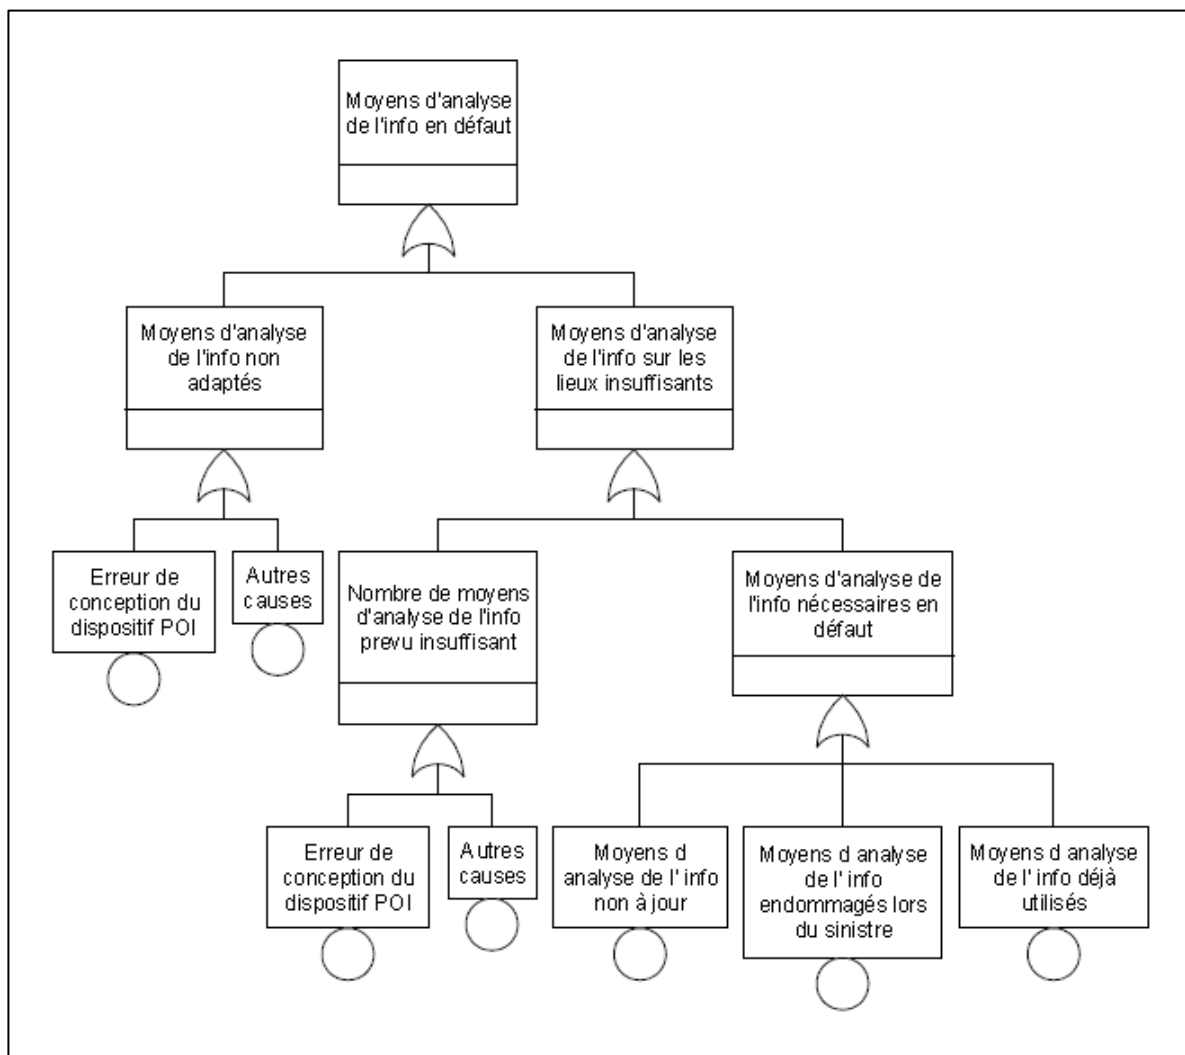 Moyens d'analyse
de l'info en défaut
Moyens d'analyse
de l'info non
adaptés
Moyens d'analyse
de l'info sur les
lieux insuffisants
Erreur de
conception du
dispositif POI
Autres
causes
Nombre de moyens
d'analyse de l'info
prevu insuffisant
Moyens d'analyse de
l'info nécessaires en
défaut
Erreur de
conception du
dispositif POI
Autres
causes
Moyens d
analyse de l' info
non à jour
Moyens d analyse
de l' info
endommagés lors
du sinistre
Moyens d analyse
de l' info déjà
utilisés